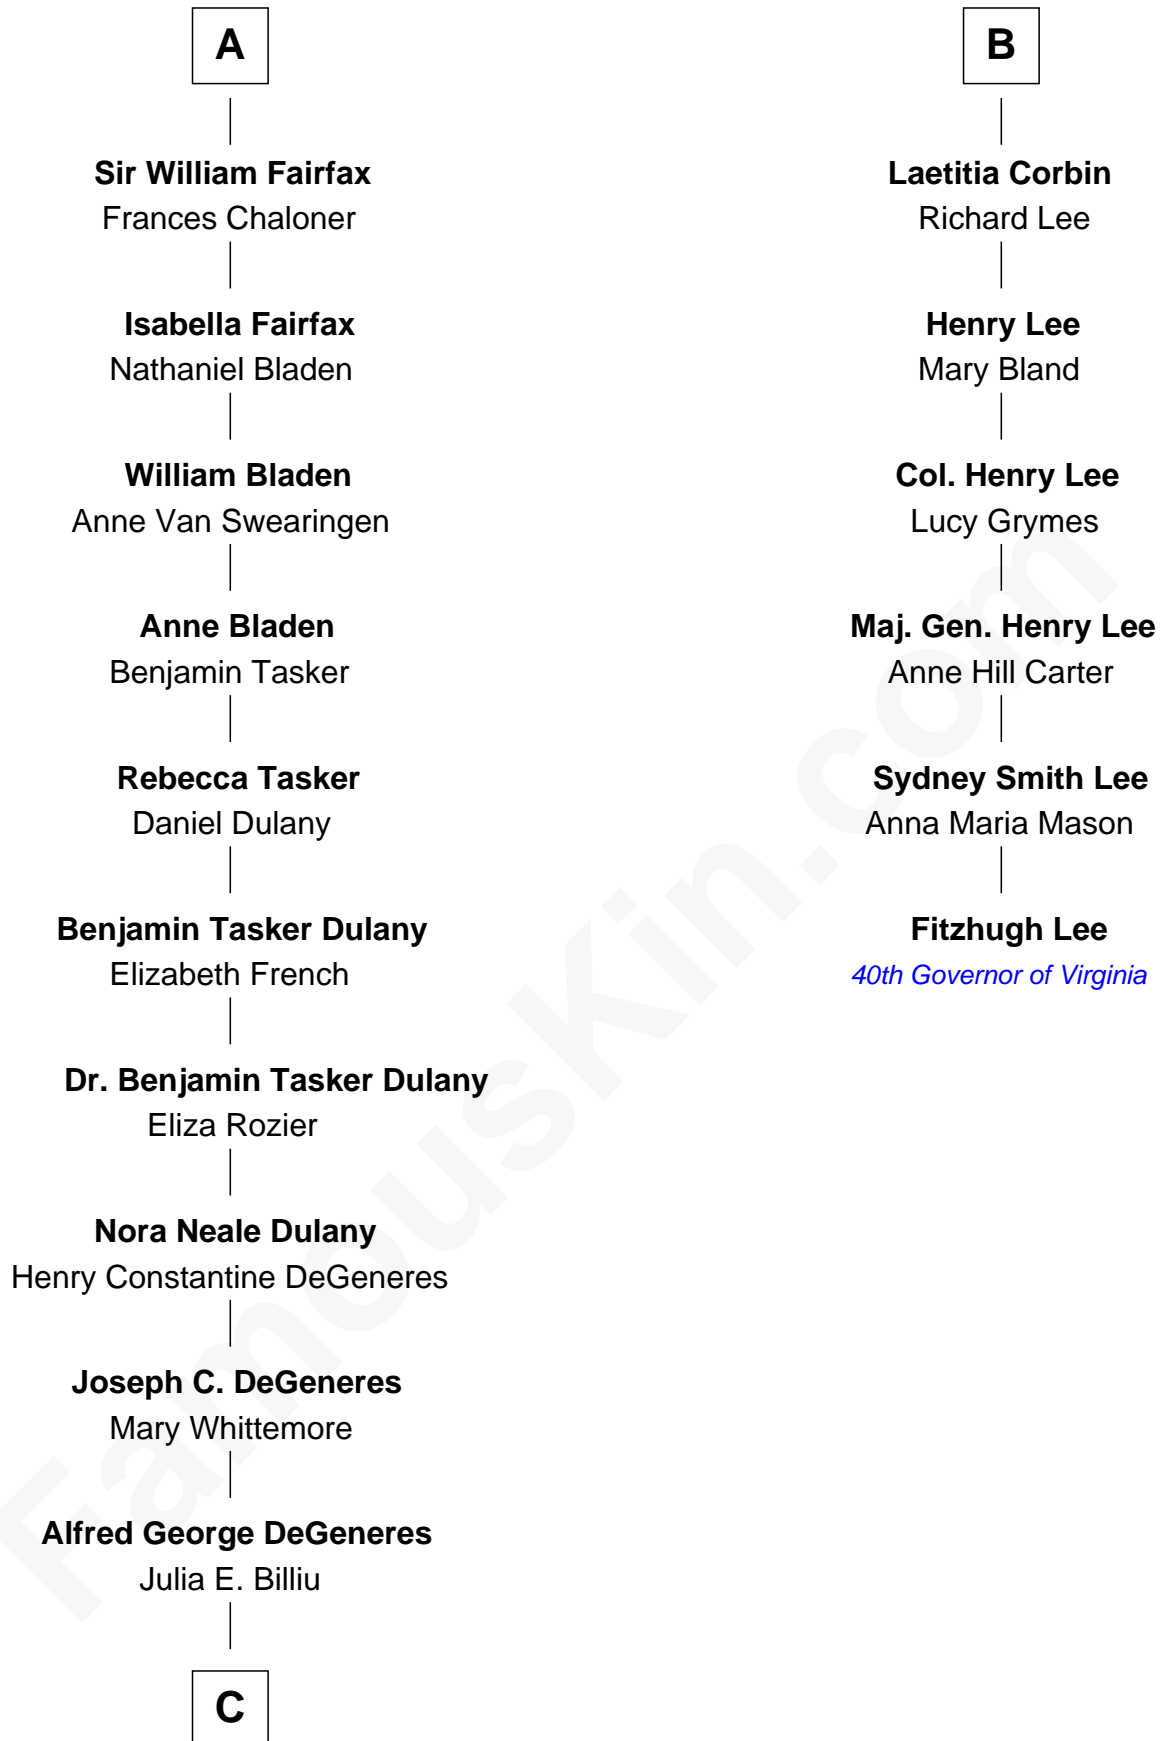 A
Sir William Fairfax
Frances Chaloner
Isabella Fairfax
Nathaniel Bladen
William Bladen
Anne Van Swearingen
Anne Bladen
Benjamin Tasker
Rebecca Tasker
Daniel Dulany
Benjamin Tasker Dulany
Elizabeth French
Dr. Benjamin Tasker Dulany
Eliza Rozier
Nora Neale Dulany
Henry Constantine DeGeneres
Joseph C. DeGeneres
Mary Whittemore
Alfred George DeGeneres
Julia E. Billiu
C
B
Laetitia Corbin
Richard Lee
Henry Lee
Mary Bland
Col. Henry Lee
Lucy Grymes
Maj. Gen. Henry Lee
Anne Hill Carter
Sydney Smith Lee
Anna Maria Mason
Fitzhugh Lee
40th Governor of Virginia
FamousKin.com